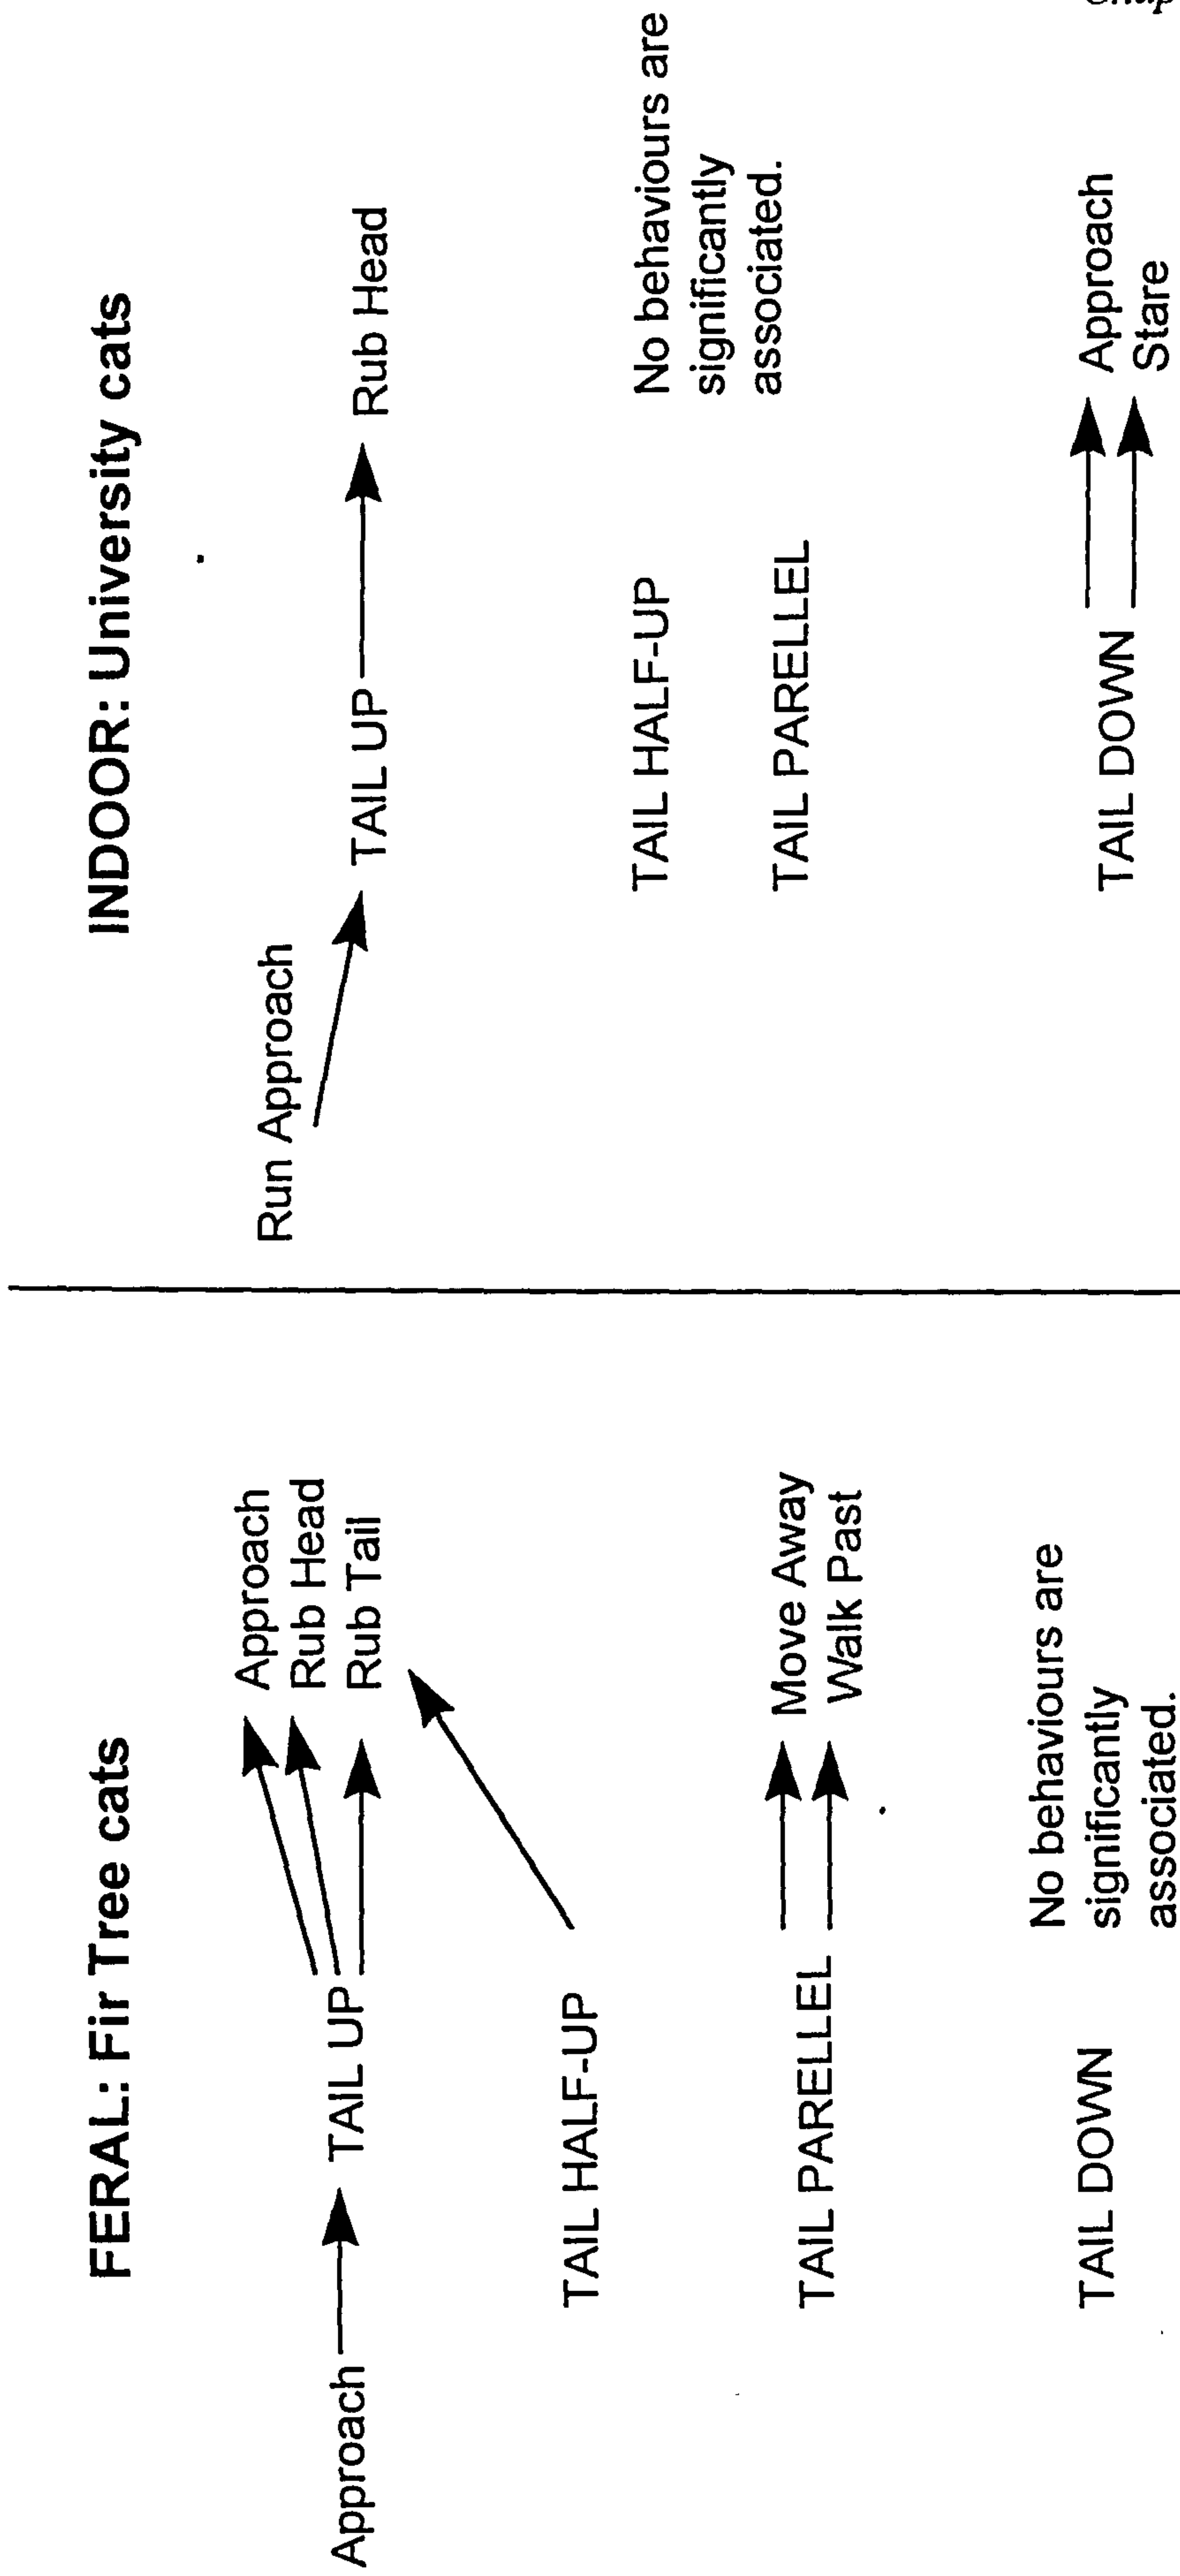 FERAL: Fir Tree cats
Approach
TAIL UP
Approach
Rub Head
Rub Tail
TAIL HALF-UP
TAIL PARELLEL
Move Away
Walk Past
TAIL DOWN
No behaviours are
significantly
associated.
INDOOR: University cats
Run Approach
TAIL UP
Rub Head
TAIL HALF-UP
TAIL PARELLEL
No behaviours are
significantly
associated.
TAIL DOWN
Approach
Stare